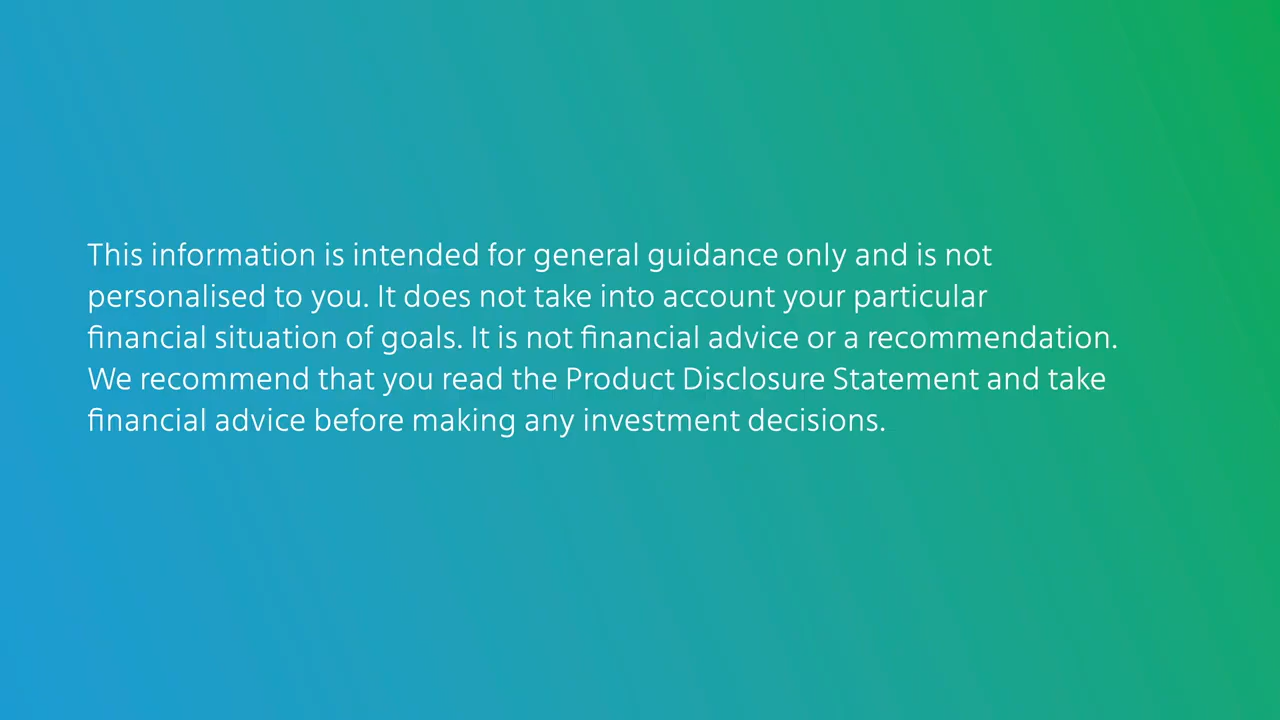 This information is intended for general guidance only and is not
personalised to you. It does not take into account your particular
financial situation of goals. It is not financial advice or a recommendation.
We recommend that you read the Product Disclosure Statement and take
financial advice before making any investment decisions.